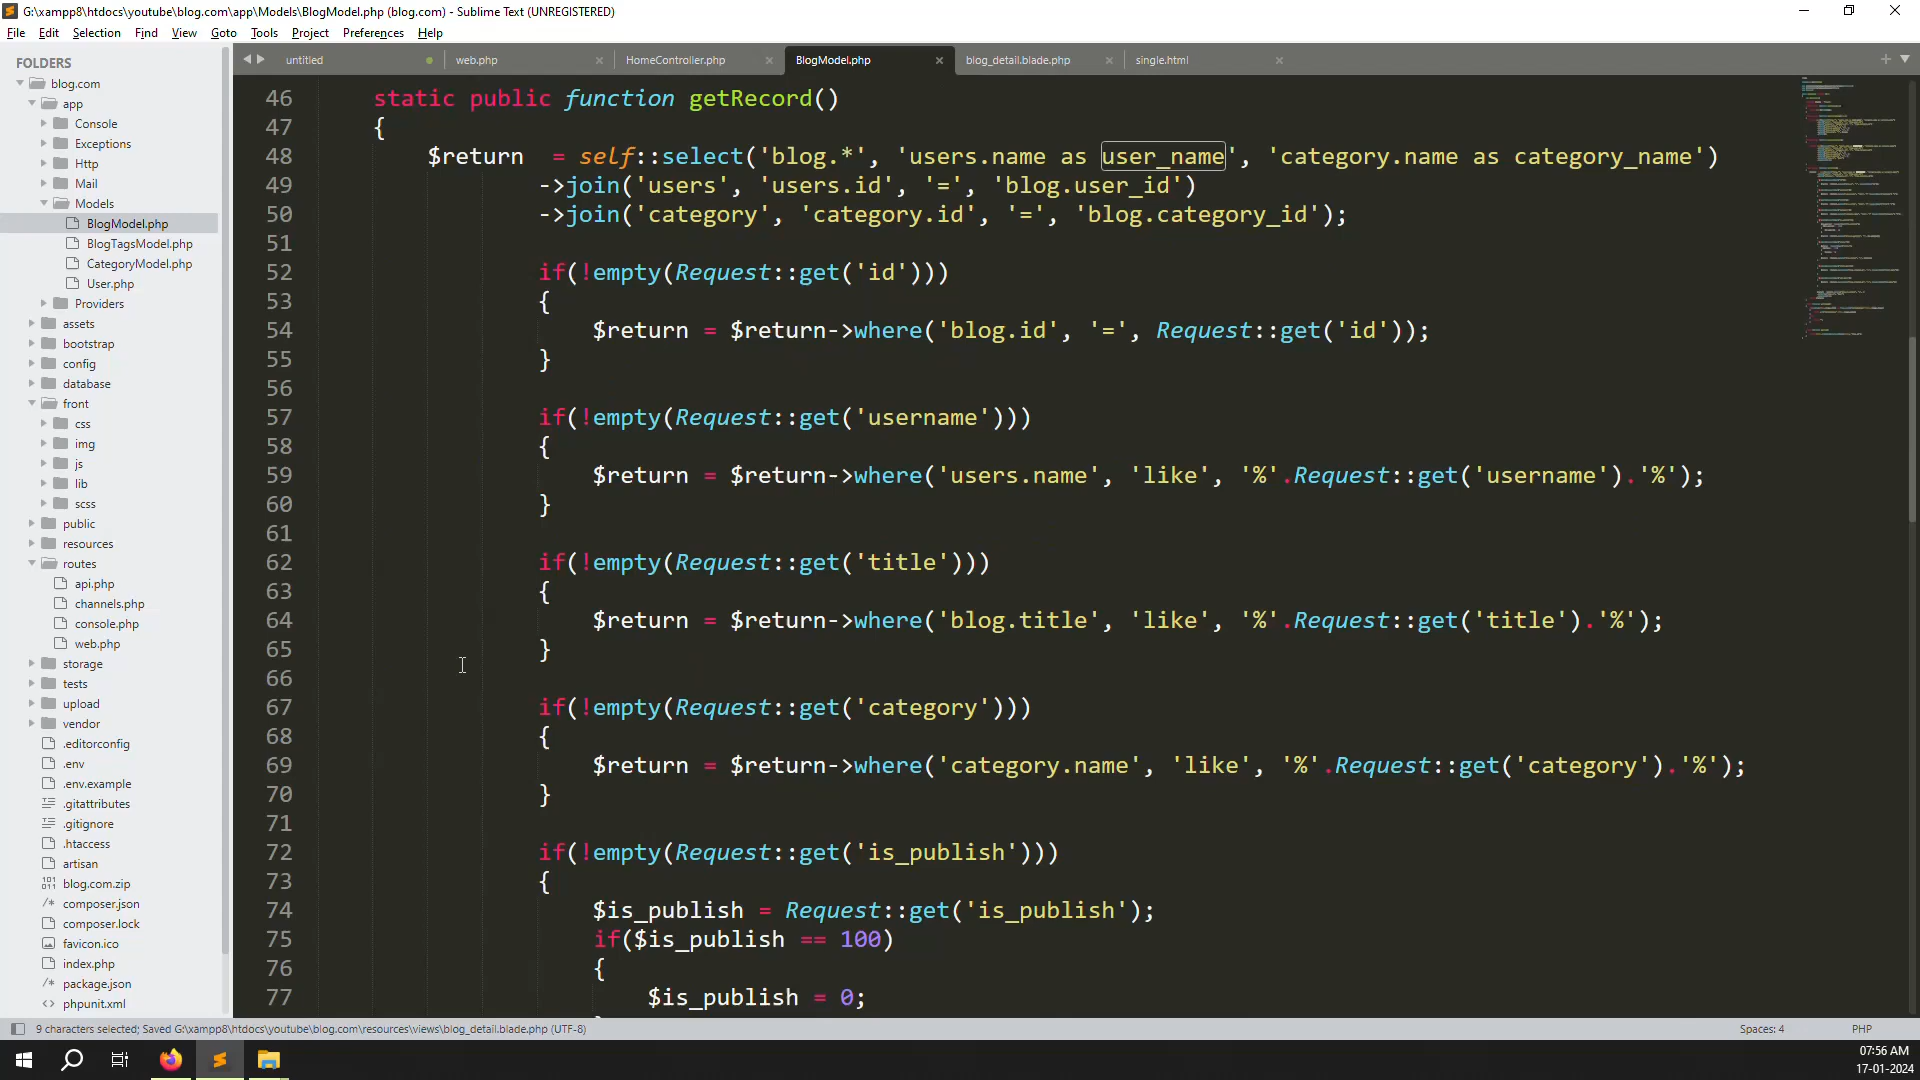 G:\xampp8\htdocs\youtube\blog.com\app\Models\BlogModel.php (blog.com) - Sublime Text (UNREGISTERED)
File Edit Selection Find View Goto Tools Project Preferences Help
untitled web.php HomeController.php BlogModel.php blog_detail.blade.php single.html
FOLDERS
blog.com
app
Console
Exceptions
Http
Mail
Models
BlogModel.php
BlogTagsModel.php
CategoryModel.php
User.php
Providers
assets
bootstrap
config
database
front
css
img
js
lib
scss
public
resources
routes
api.php
channels.php
console.php
web.php
storage
tests
upload
vendor
.editorconfig
.env
.env.example
.gitattributes
.gitignore
.htaccess
artisan
blog.com.zip
composer.json
composer.lock
favicon.ico
index.php
package.json
phpunit.xml
46 static public function getRecord()
47 {
48 $return = self::select('blog.*', 'users.name as user_name', 'category.name as category_name')
49 ->join('users', 'users.id', '=', 'blog.user_id')
50 ->join('category', 'category.id', '=', 'blog.category_id');
51
52 if(!empty(Request::get('id')))
53 {
54 $return = $return->where('blog.id', '=', Request::get('id'));
55 }
56
57 if(!empty(Request::get('username')))
58 {
59 $return = $return->where('users.name', 'like', '%'.Request::get('username').'%');
60 }
61
62 if(!empty(Request::get('title')))
63 {
64 $return = $return->where('blog.title', 'like', '%'.Request::get('title').'%');
65 }
66
67 if(!empty(Request::get('category')))
68 {
69 $return = $return->where('category.name', 'like', '%'.Request::get('category').'%');
70 }
71
72 if(!empty(Request::get('is_publish')))
73 {
74 $is_publish = Request::get('is_publish');
75 if($is_publish == 100)
76 {
77 $is_publish = 0;
9 characters selected; Saved G:\xampp8\htdocs\youtube\blog.com\resources\views\blog_detail.blade.php (UTF-8)
Spaces: 4 PHP
07:56 AM
17-01-2024